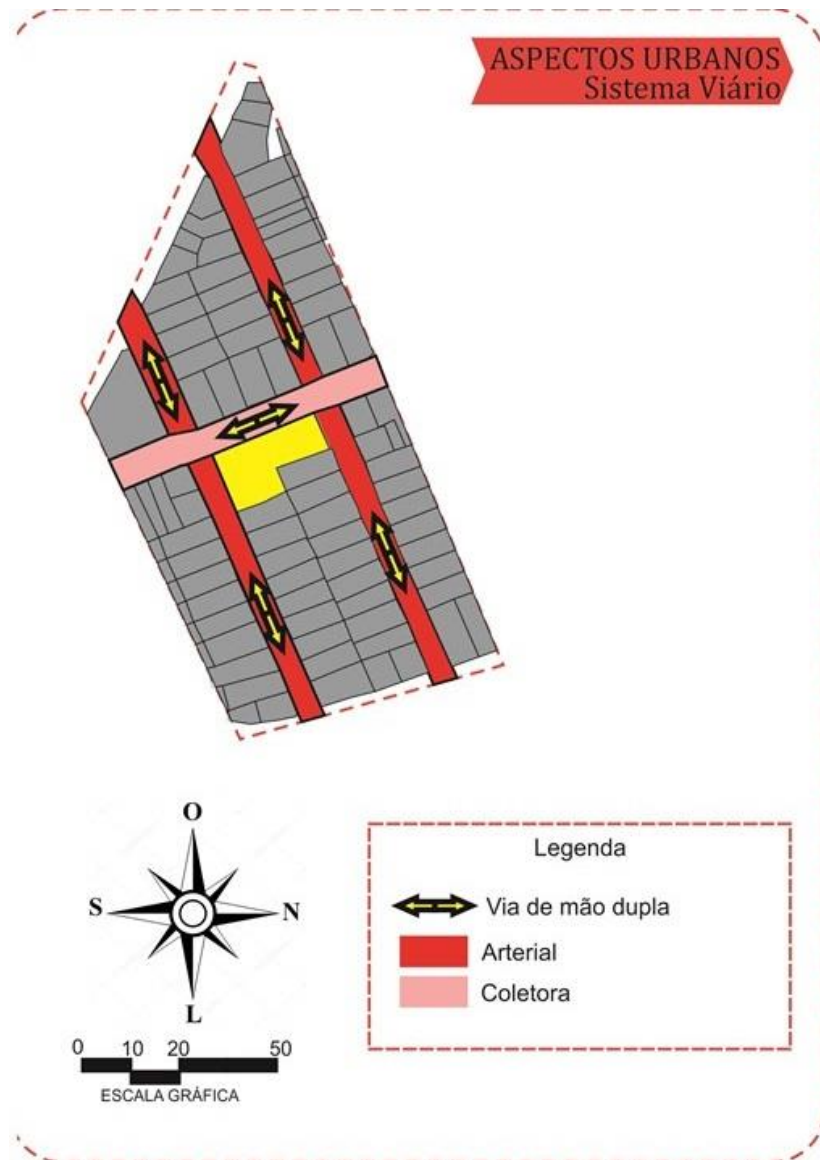 ASPECTOS URBANOS
Sistema Viário
O
S
N
L
0 10 20 50
ESCALA GRÁFICA
Legenda
Via de mão dupla
Arterial
Coletora